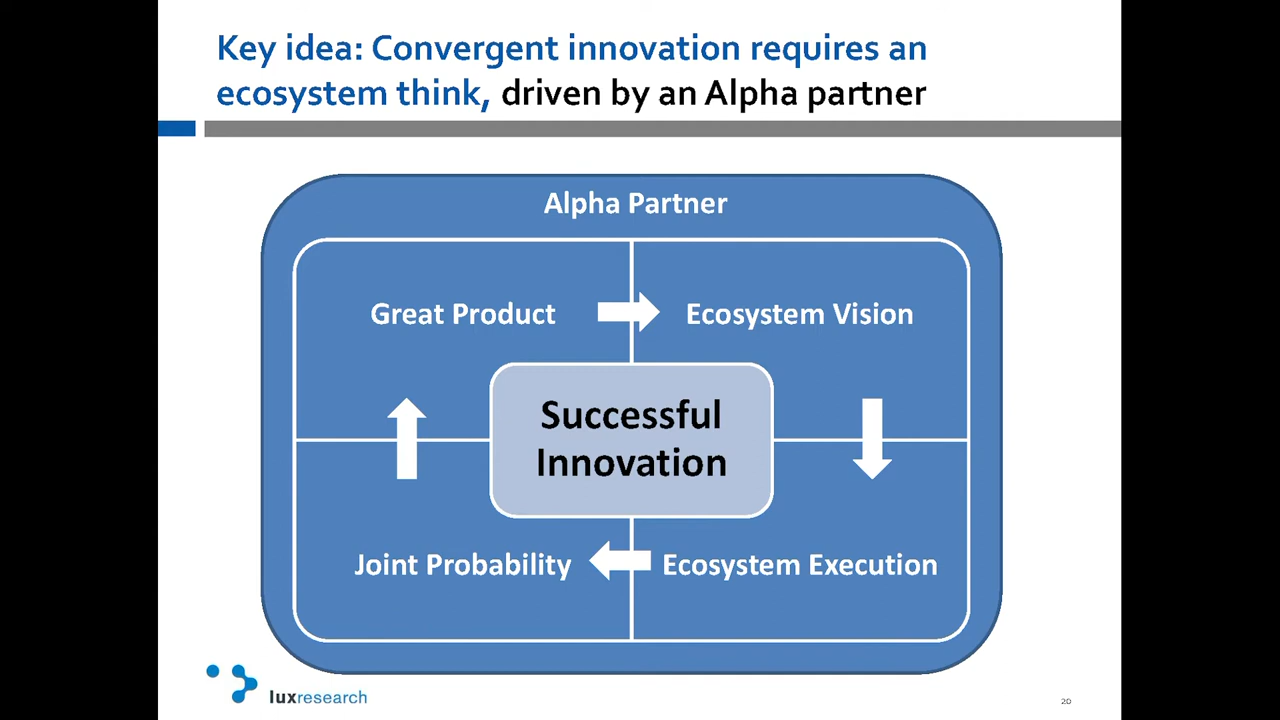 Key idea: Convergent innovation requires an
ecosystem think, driven by an Alpha partner
Alpha Partner
Great Product
Ecosystem Vision
Successful
Innovation
Joint Probability
Ecosystem Execution
luxresearch
20